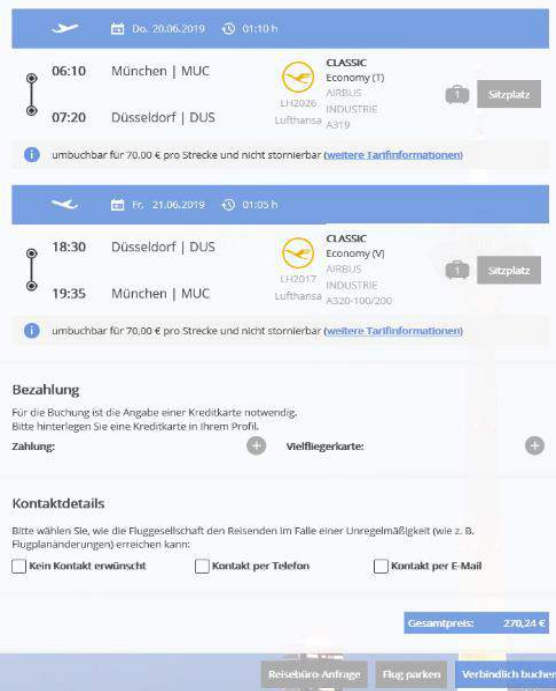 Do. 20.06.2019 01:10 h
CLASSIC
06:10 München | MUC Economy (T)
AIRBUS
LH2026 INDUSTRIE
1 Sitzplatz
07:20 Düsseldorf | DUS Lufthansa A319
umbuchbar für 70,00 € pro Strecke und nicht stornierbar (weitere Tarifinformationen)
Fr. 21.06.2019 01:05 h
CLASSIC
18:30 Düsseldorf | DUS Economy (V)
AIRBUS
LH2017 INDUSTRIE
1 Sitzplatz
19:35 München | MUC Lufthansa A320-100/200
umbuchbar für 70,00 € pro Strecke und nicht stornierbar (weitere Tarifinformationen)
Bezahlung
Für die Buchung ist die Angabe einer Kreditkarte notwendig.
Bitte hinterlegen Sie eine Kreditkarte in Ihrem Profil.
Zahlung: Vielfliegerkarte:
Kontaktdetails
Bitte wählen Sie, wie die Fluggesellschaft den Reisenden im Falle einer Unregelmäßigkeit (wie z. B.
Flugplanänderungen) erreichen kann:
Kein Kontakt erwünscht Kontakt per Telefon Kontakt per E-Mail
Gesamtpreis: 270,24 €
Reisebüro-Anfrage Flug parken Verbindlich buchen